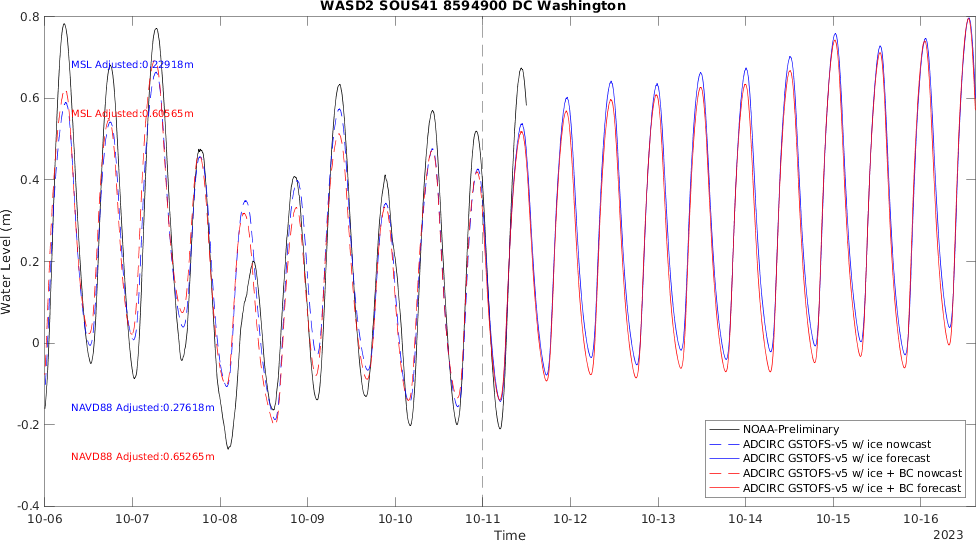 WASD2 SOUS41 8594900 DC Washington
0.8
0.6
0.4
0.2
0
-0.2
-0.4
Water Level (m)
MSL Adjusted:0.22918m
MSL Adjusted:0.60565m
NAVD88 Adjusted:0.27618m
NAVD88 Adjusted:0.65265m
NOAA-Preliminary
ADCIRC GSTOFS-v5 w/ ice nowcast
ADCIRC GSTOFS-v5 w/ ice forecast
ADCIRC GSTOFS-v5 w/ ice + BC nowcast
ADCIRC GSTOFS-v5 w/ ice + BC forecast
10-06 10-07 10-08 10-09 10-10 10-11 10-12 10-13 10-14 10-15 10-16
Time
2023